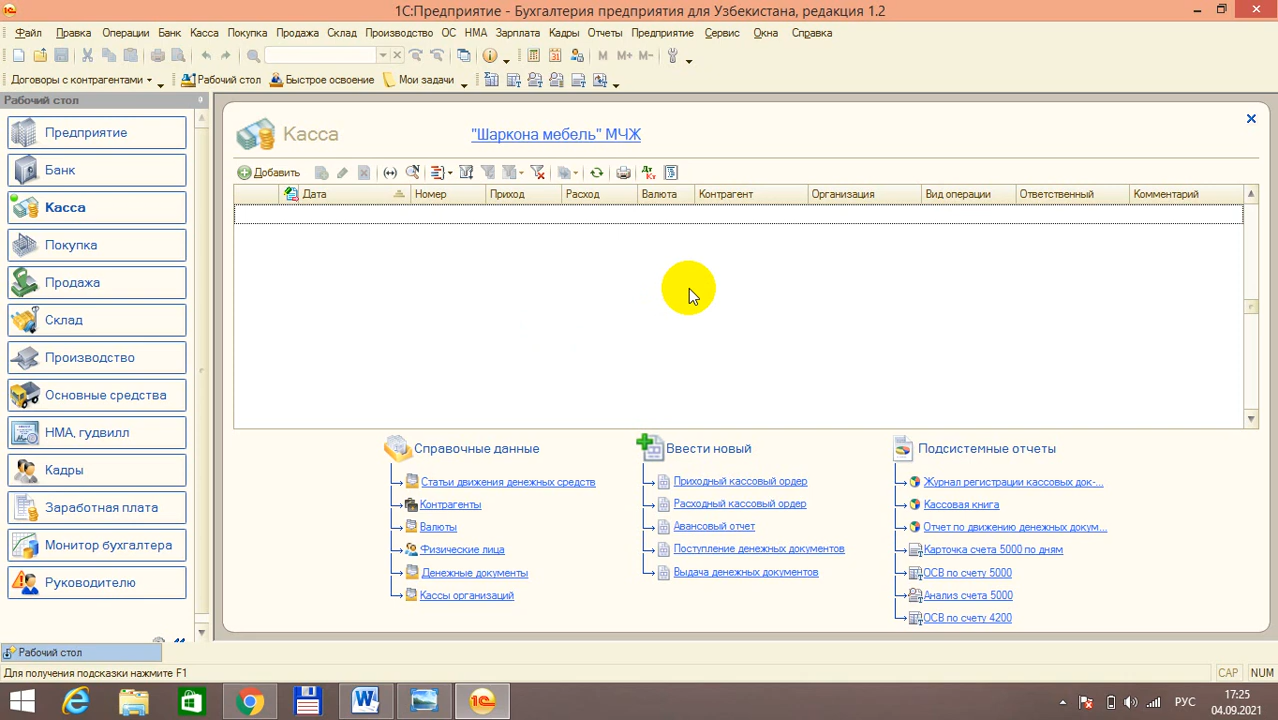 1С:Предприятие - Бухгалтерия предприятия для Узбекистана, редакция 1.2
Файл Правка Операции Банк Касса Покупка Продажа Склад Производство ОС НМА Зарплата Кадры Отчеты Предприятие Сервис Окна Справка
M M+ M-
Договоры с контрагентами Рабочий стол Быстрое освоение Мои задачи
Рабочий стол
Предприятие
Банк
Касса
Покупка
Продажа
Склад
Производство
Основные средства
НМА, гудвилл
Кадры
Заработная плата
Монитор бухгалтера
Руководителю
Касса "Шаркона мебель" МЧЖ
Добавить
Дата Номер Приход Расход Валюта Контрагент Организация Вид операции Ответственный Комментарий
Справочные данные
Статьи движения денежных средств
Контрагенты
Валюты
Физические лица
Денежные документы
Кассы организаций
Ввести новый
Приходный кассовый ордер
Расходный кассовый ордер
Авансовый отчет
Поступление денежных документов
Выдача денежных документов
Подсистемные отчеты
Журнал регистрации кассовых док-...
Кассовая книга
Отчет по движению денежных докум...
Карточка счета 5000 по дням
ОСВ по счету 5000
Анализ счета 5000
ОСВ по счету 4200
Рабочий стол
Для получения подсказки нажмите F1
CAP NUM
РУС
17:25
04.09.2021